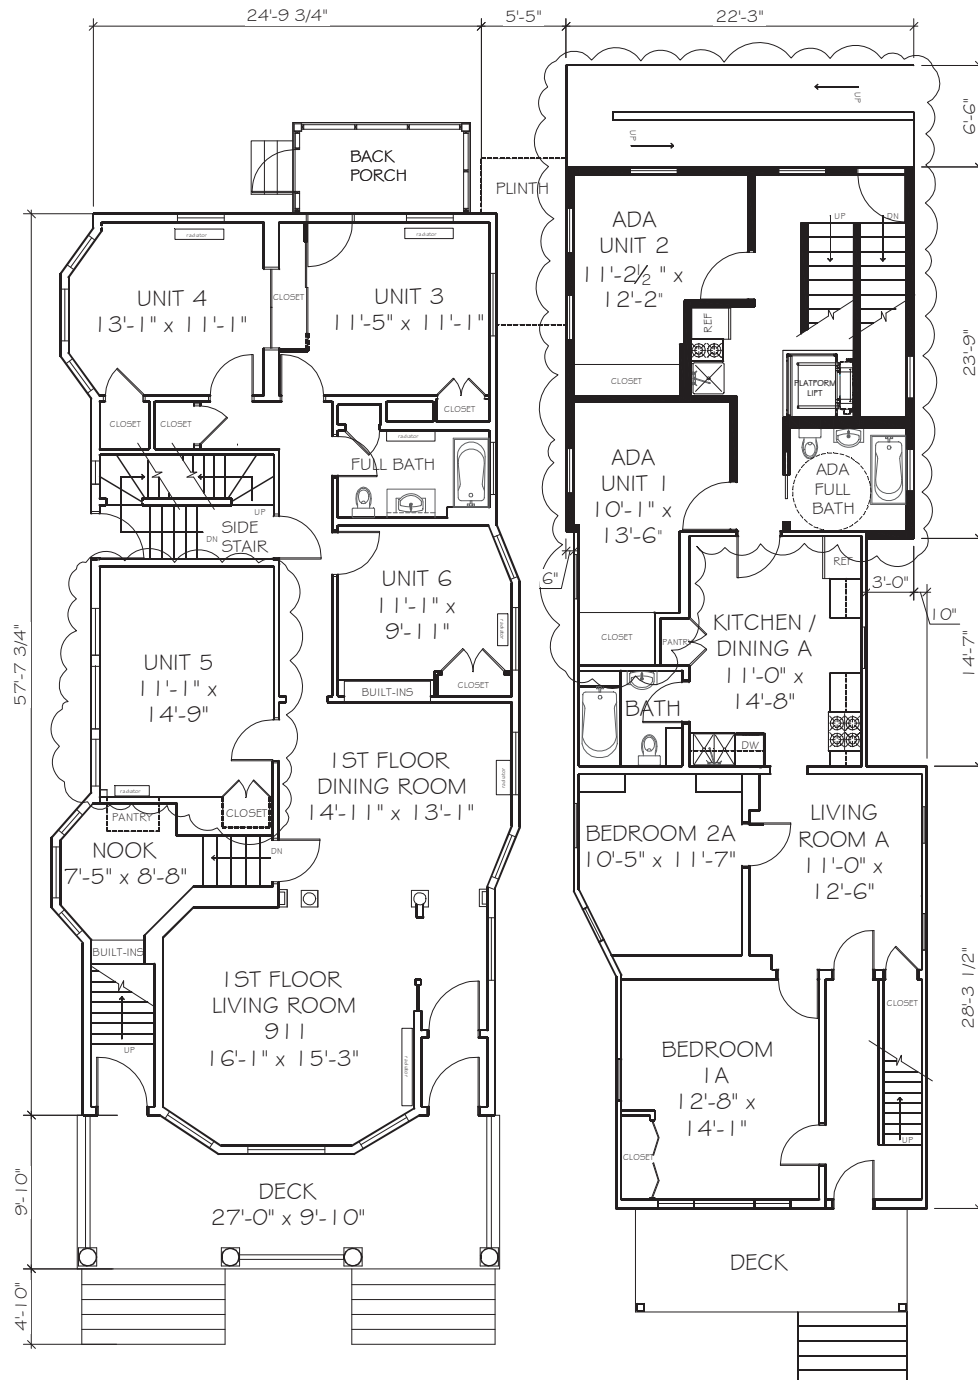 24'-9 3/4"
5'-5"
22'-3"
UP
6'-6"
UP
BACK
PORCH
PLINTH
radiator
radiator
ADA
UNIT 2
11'-2½" x
12'-2"
UP
DN
UNIT 4
13'-1" x 11'-1"
CLOSET
UNIT 3
11'-5" x 11'-1"
REF
23'-9"
CLOSET
PLATFORM
LIFT
CLOSET
CLOSET
CLOSET
radiator
FULL BATH
ADA
UNIT 1
10'-1" x
13'-6"
ADA
FULL
BATH
UP
SIDE
STAIR
DN
UNIT 6
11'-1" x
9'-11"
radiator
6"
REF
3'-0"
10"
CLOSET
PANTRY
KITCHEN /
DINING A
11'-0" x
14'-8"
14'-7"
57'-7 3/4"
UNIT 5
11'-1" x
14'-9"
BUILT-INS
CLOSET
BATH
DW
1ST FLOOR
DINING ROOM
14'-11" x 13'-1"
radiator
radiator
PANTRY
CLOSET
NOOK
7'-5" x 8'-8"
DN
BEDROOM 2A
10'-5" x 11'-7"
LIVING
ROOM A
11'-0" x
12'-6"
BUILT-INS
1ST FLOOR
LIVING ROOM
911
16'-1" x 15'-3"
radiator
UP
CLOSET
28'-3 1/2"
BEDROOM
1A
12'-8" x
14'-1"
CLOSET
UP
DECK
27'-0" x 9'-10"
9'-10"
DECK
4'-10"